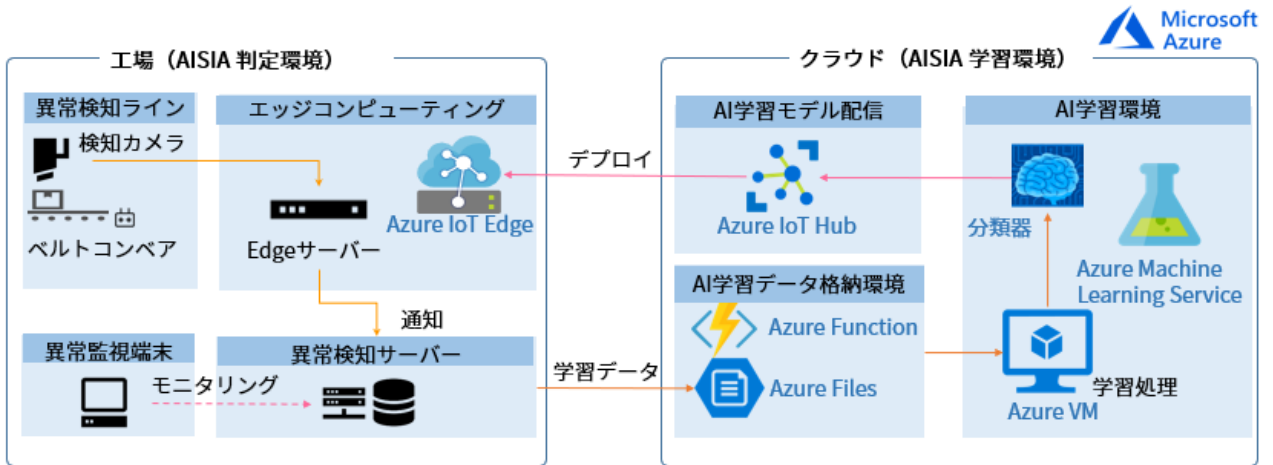 Microsoft
Azure
工場（AISIA 判定環境）
クラウド（AISIA 学習環境）
異常検知ライン
検知カメラ
ベルトコンベア
エッジコンピューティング
Azure IoT Edge
Edgeサーバー
通知
異常監視端末
モニタリング
異常検知サーバー
デプロイ
学習データ
AI学習モデル配信
Azure IoT Hub
AI学習データ格納環境
Azure Function
Azure Files
AI学習環境
分類器
Azure Machine
Learning Service
学習処理
Azure VM